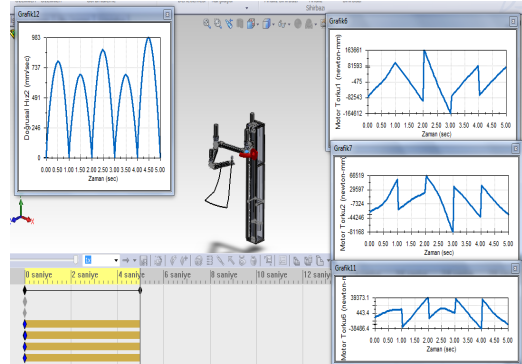 Sihirbazı
Grafik12
983
737
491
246
0
Doğrusal Hız2 (mm/sec)
0.00 0.50 1.00 1.50 2.00 2.50 3.00 3.50 4.00 4.50 5.00
Zaman (sec)
Grafik6
163861
81593
-475
-82543
-164612
Motor Torku1 (newton-mm)
0.00 0.50 1.00 1.50 2.00 2.50 3.00 3.50 4.00 4.50 5.00
Zaman (sec)
Grafik7
66519
29597
-7324
-44246
-81168
Motor Torku2 (newton-mm)
0.00 0.50 1.00 1.50 2.00 2.50 3.00 3.50 4.00 4.50 5.00
Zaman (sec)
Grafik11
39373.1
443.4
-38486.4
Motor Torku5 (newton-m
0.00 0.50 1.00 1.50 2.00 2.50 3.00 3.50 4.00 4.50 5.00
Zaman (sec)
0 saniye 2 saniye 4 saniye 6 saniye 8 saniye 10 saniye 12 saniy